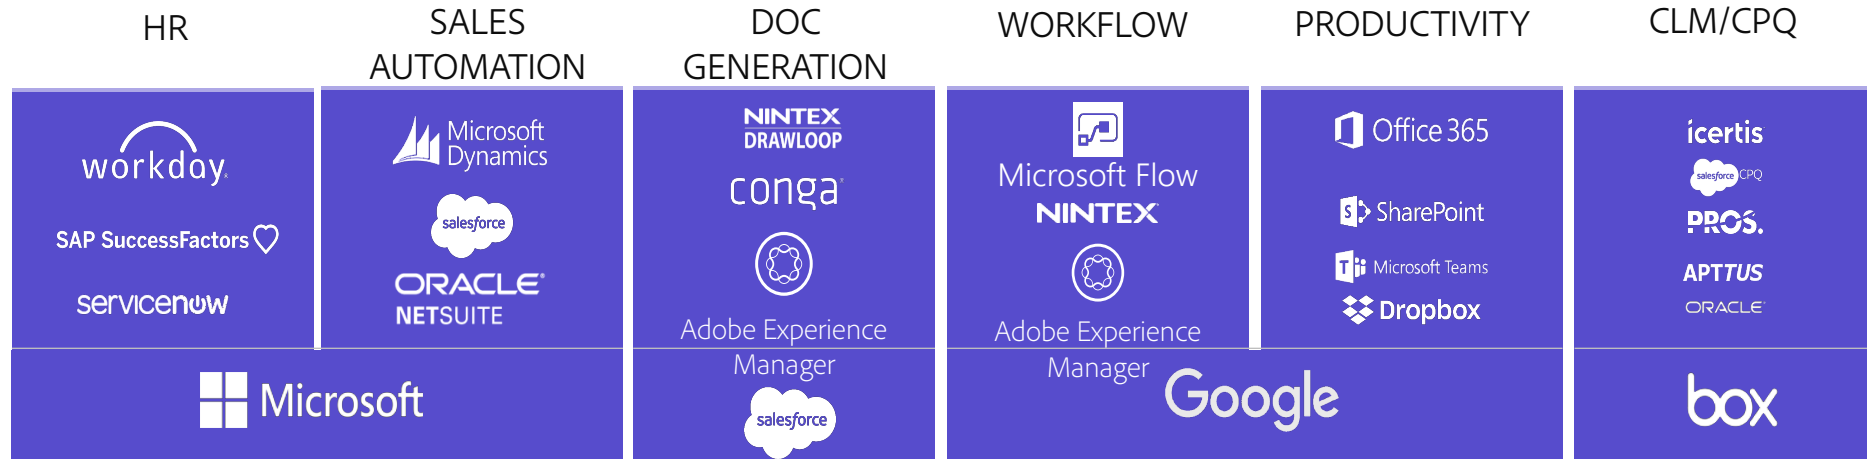 HR
SALES
AUTOMATION
DOC
GENERATION
WORKFLOW
PRODUCTIVITY
CLM/CPQ
workday.
SAP SuccessFactors
servicenow
Microsoft
Dynamics
salesforce
ORACLE
NETSUITE
NINTEX
DRAWLOOP
conga
Adobe Experience
Manager
Microsoft Flow
NINTEX
Adobe Experience
Manager
Office 365
S SharePoint
T Microsoft Teams
Dropbox
icertis
salesforce CPQ
PROS.
APTTUS
ORACLE
Microsoft
salesforce
Google
box